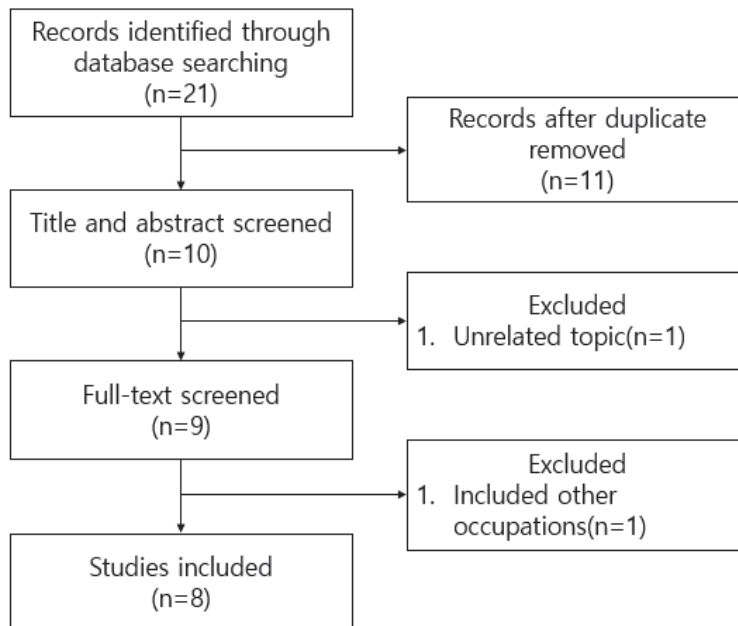 Records identified through
database searching
(n=21)
Records after duplicate
removed
(n=11)
Title and abstract screened
(n=10)
Excluded
1. Unrelated topic(n=1)
Full-text screened
(n=9)
Excluded
1. Included other
occupations(n=1)
Studies included
(n=8)